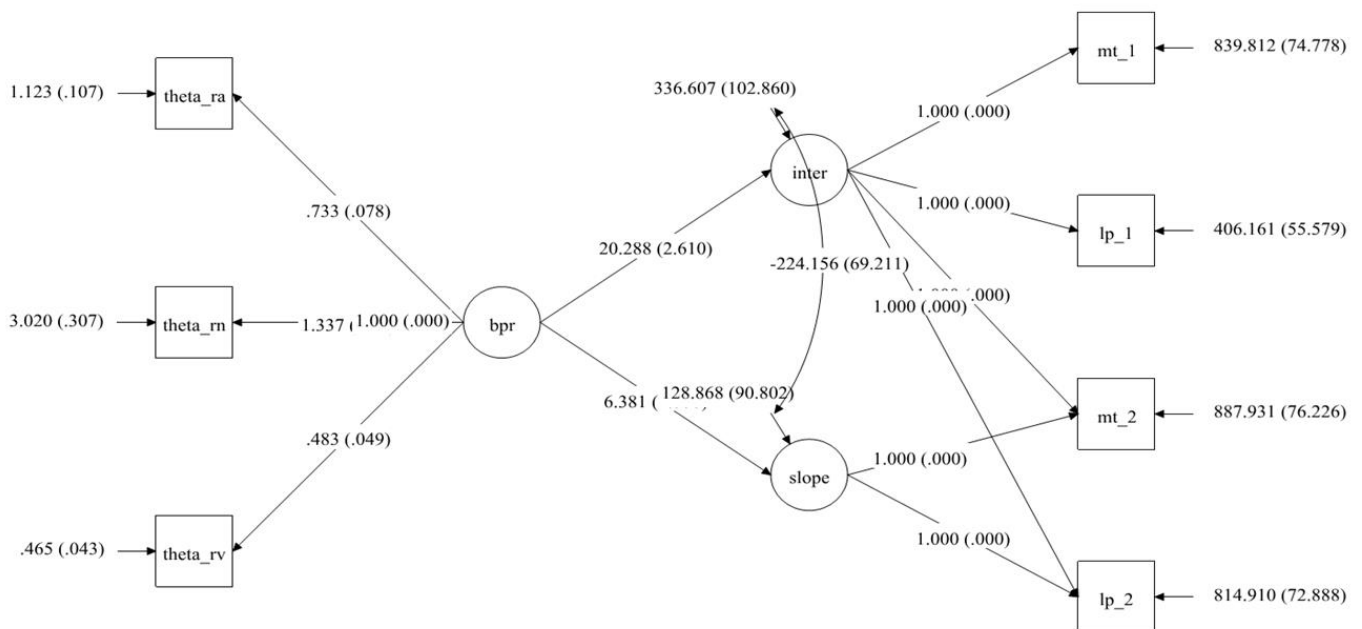 839.812 (74.778)
mt_1
336.607 (102.860)
1.123 (.107)
theta_ra
1.000 (.000)
inter
1.000 (.000)
.733 (.078)
lp_1
406.161 (55.579)
20.288 (2.610)
-224.156 (69.211)
.000)
1.000 (.000)
3.020 (.307)
theta_rn
1.337
1.000 (.000)
bpr
6.381 (
128.868 (90.802)
mt_2
887.931 (76.226)
.483 (.049)
1.000 (.000)
slope
1.000 (.000)
.465 (.043)
theta_rv
lp_2
814.910 (72.888)